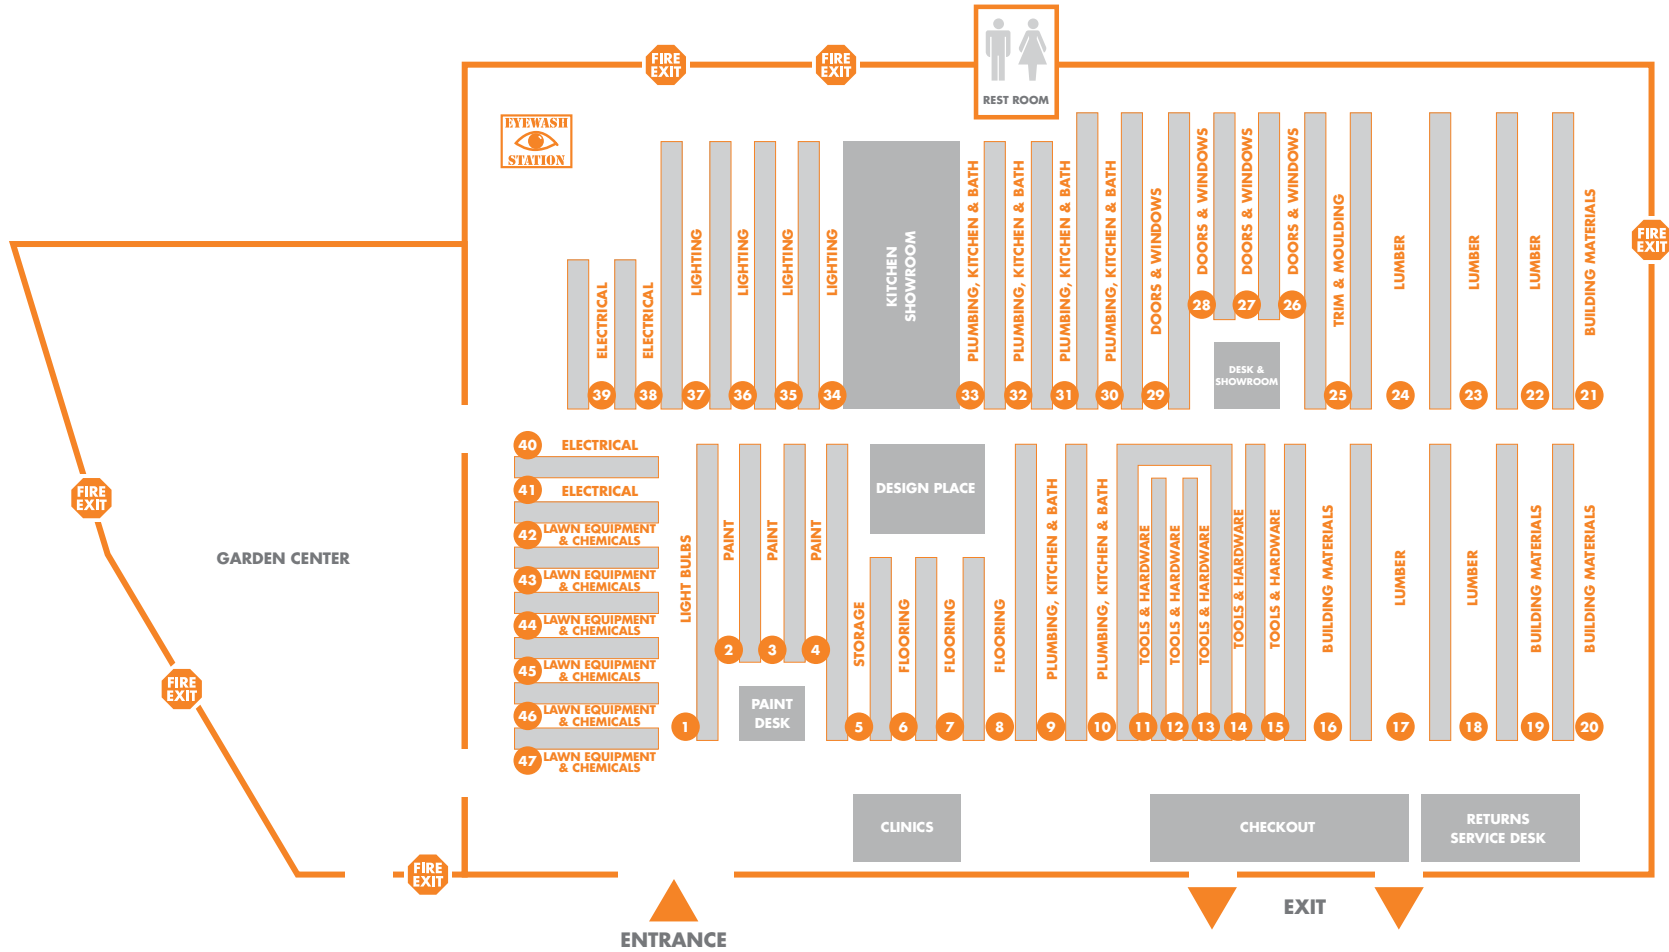 FIRE
EXIT
FIRE
EXIT
REST ROOM
EYEWASH
STATION
FIRE
EXIT
ELECTRICAL
ELECTRICAL
LIGHTING
LIGHTING
LIGHTING
LIGHTING
KITCHEN
SHOWROOM
PLUMBING, KITCHEN & BATH
PLUMBING, KITCHEN & BATH
PLUMBING, KITCHEN & BATH
PLUMBING, KITCHEN & BATH
DOORS & WINDOWS
DOORS & WINDOWS
DOORS & WINDOWS
DOORS & WINDOWS
TRIM & MOULDING
LUMBER
LUMBER
LUMBER
BUILDING MATERIALS
28
27
26
DESK &
SHOWROOM
39
38
37
36
35
34
33
32
31
30
29
25
24
23
22
21
40 ELECTRICAL
41 ELECTRICAL
42 LAWN EQUIPMENT
& CHEMICALS
43 LAWN EQUIPMENT
& CHEMICALS
44 LAWN EQUIPMENT
& CHEMICALS
45 LAWN EQUIPMENT
& CHEMICALS
46 LAWN EQUIPMENT
& CHEMICALS
47 LAWN EQUIPMENT
& CHEMICALS
FIRE
EXIT
GARDEN CENTER
FIRE
EXIT
LIGHT BULBS
PAINT
PAINT
PAINT
STORAGE
DESIGN PLACE
FLOORING
FLOORING
FLOORING
PLUMBING, KITCHEN & BATH
PLUMBING, KITCHEN & BATH
TOOLS & HARDWARE
TOOLS & HARDWARE
TOOLS & HARDWARE
TOOLS & HARDWARE
TOOLS & HARDWARE
BUILDING MATERIALS
LUMBER
LUMBER
BUILDING MATERIALS
BUILDING MATERIALS
2
3
4
PAINT
DESK
1
5
6
7
8
9
10
11
12
13
14
15
16
17
18
19
20
CLINICS
CHECKOUT
RETURNS
SERVICE DESK
FIRE
EXIT
ENTRANCE
EXIT